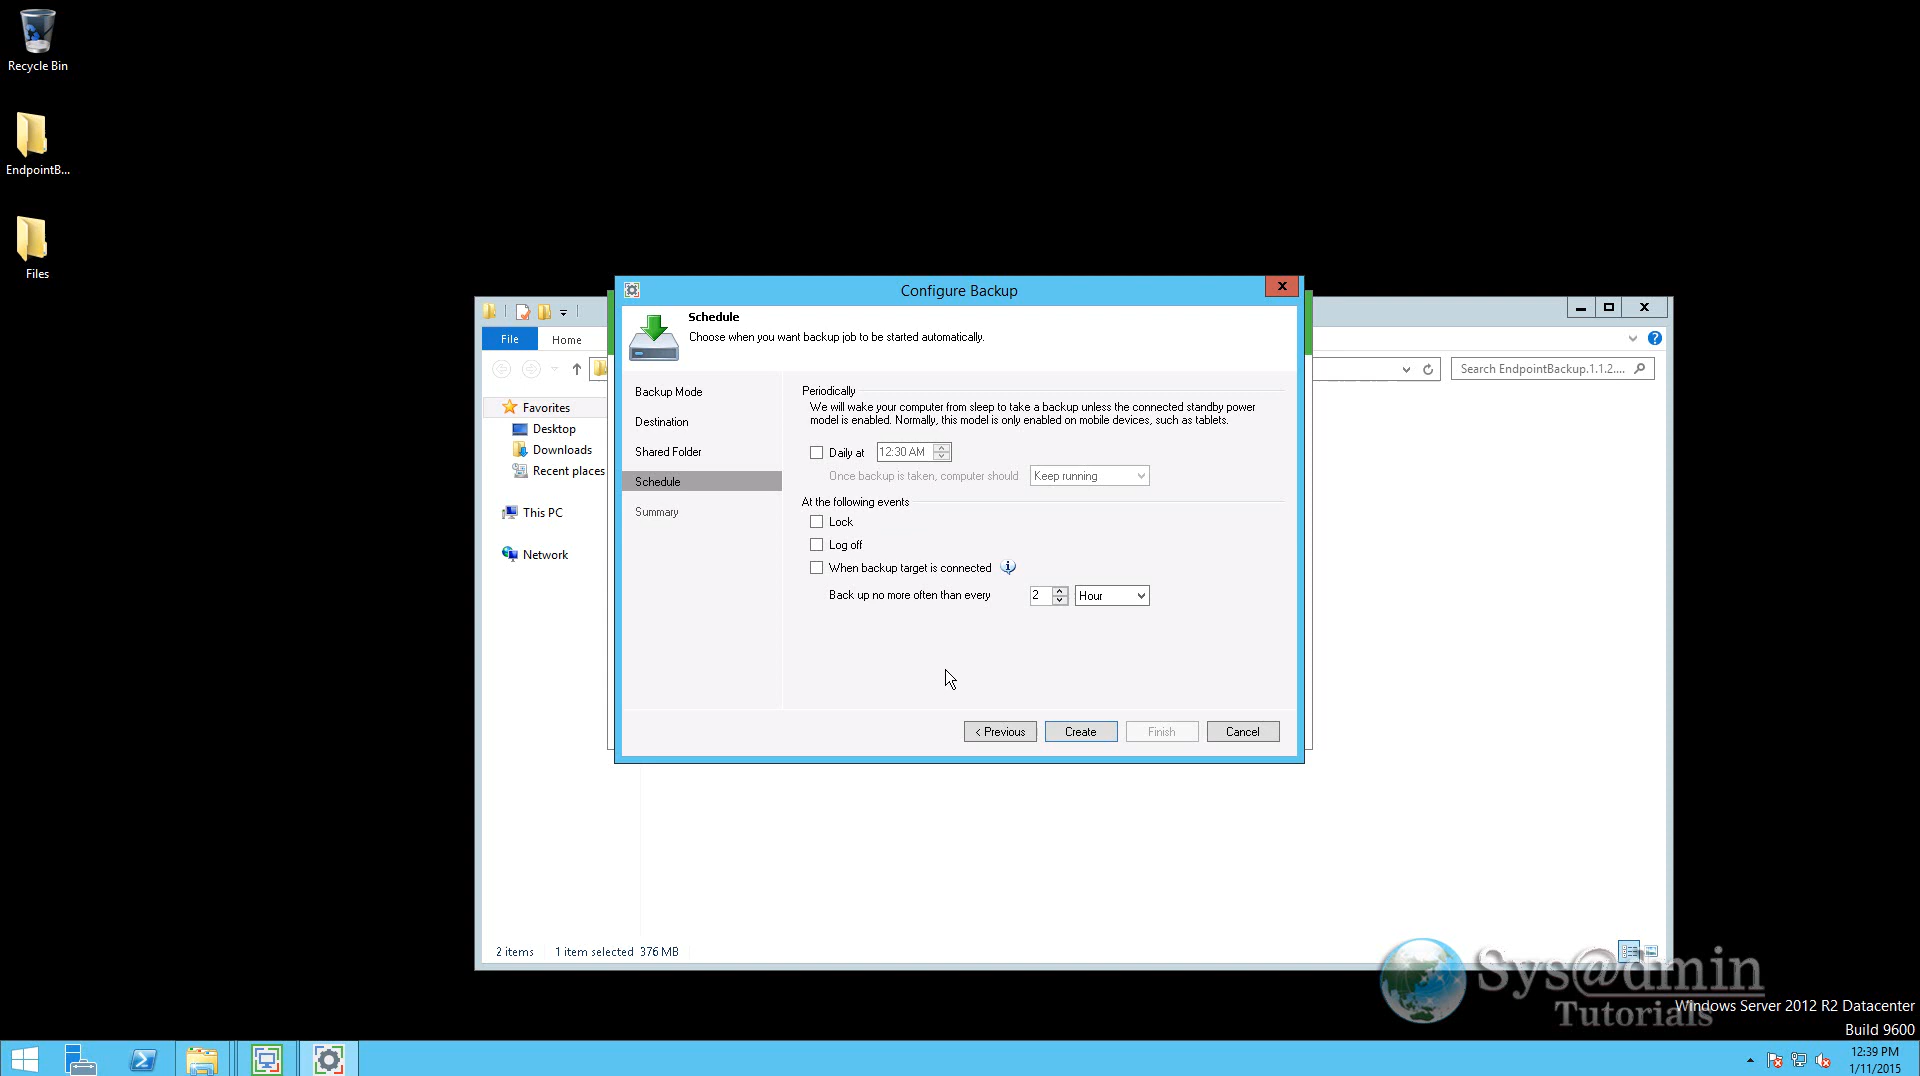 Recycle Bin
EndpointB...
Files
Configure Backup
Schedule
Choose when you want backup job to be started automatically.
Backup Mode
Destination
Shared Folder
Schedule
Summary
Periodically
We will wake your computer from sleep to take a backup unless the connected standby power
model is enabled. Normally, this model is only enabled on mobile devices, such as tablets.
Daily at 12:30 AM
Once backup is taken, computer should Keep running
At the following events
Lock
Log off
When backup target is connected
Back up no more often than every 2 Hour
< Previous Create Finish Cancel
File Home
Search EndpointBackup.1.1.2....
Favorites
Desktop
Downloads
Recent places
This PC
Network
2 items 1 item selected 376 MB
Sys@dmin
Tutorials
Windows Server 2012 R2 Datacenter
Build 9600
12:39 PM
1/11/2015